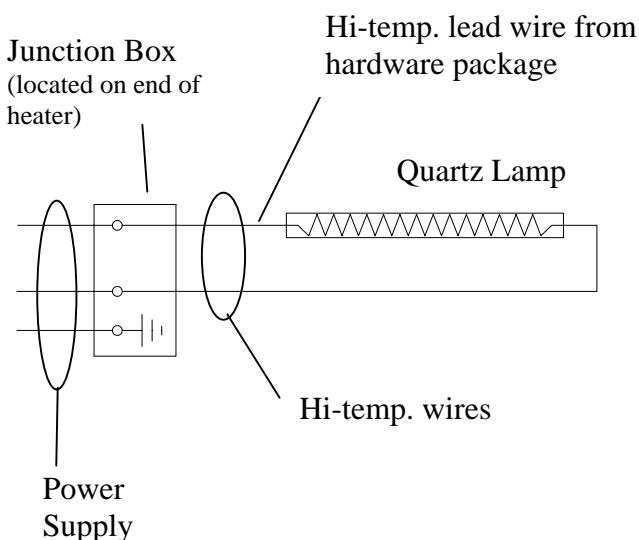 Junction Box
(located on end of
heater)
Hi-temp. lead wire from
hardware package
Quartz Lamp
Hi-temp. wires
Power
Supply